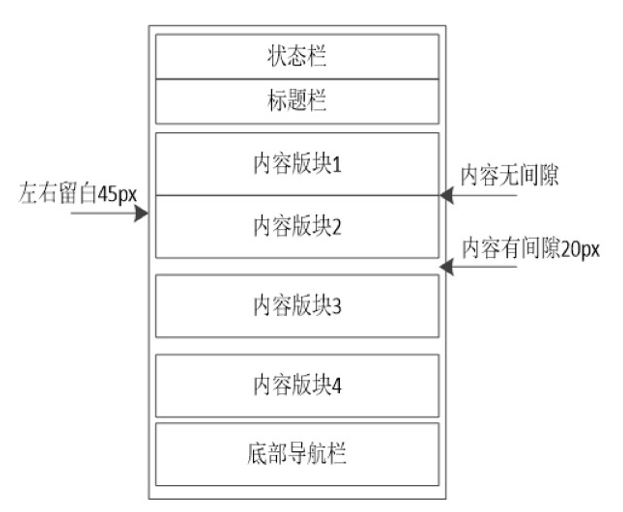 状态栏
标题栏
内容版块1
内容无间隙
左右留白45px
内容版块2
内容有间隙20px
内容版块3
内容版块4
底部导航栏